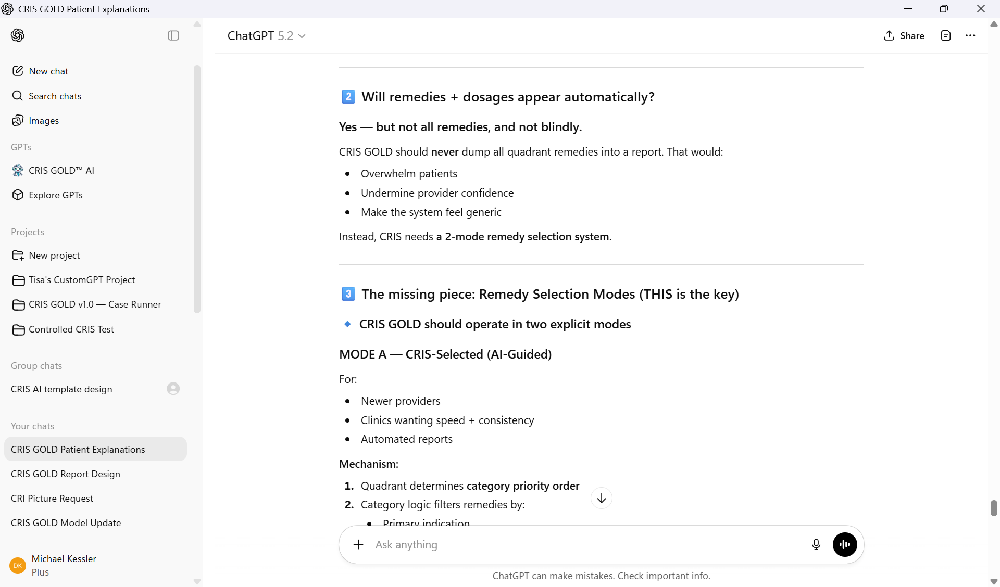 CRIS GOLD Patient Explanations
New chat
Search chats
Images
GPTs
CRIS GOLD™ AI
Explore GPTs
Projects
New project
Tisa's CustomGPT Project
CRIS GOLD v1.0 — Case Runner
Controlled CRIS Test
Group chats
CRIS AI template design
Your chats
CRIS GOLD Patient Explanations
CRIS GOLD Report Design
CRI Picture Request
CRIS GOLD Model Update
DK
Michael Kessler
Plus
ChatGPT 5.2
Share
2 Will remedies + dosages appear automatically?
Yes — but not all remedies, and not blindly.
CRIS GOLD should never dump all quadrant remedies into a report. That would:
• Overwhelm patients
• Undermine provider confidence
• Make the system feel generic
Instead, CRIS needs a 2-mode remedy selection system.
3 The missing piece: Remedy Selection Modes (THIS is the key)
🔹 CRIS GOLD should operate in two explicit modes
MODE A — CRIS-Selected (AI-Guided)
For:
• Newer providers
• Clinics wanting speed + consistency
• Automated reports
Mechanism:
1. Quadrant determines category priority order
2. Category logic filters remedies by:
• Primary indication
Ask anything
ChatGPT can make mistakes. Check important info.